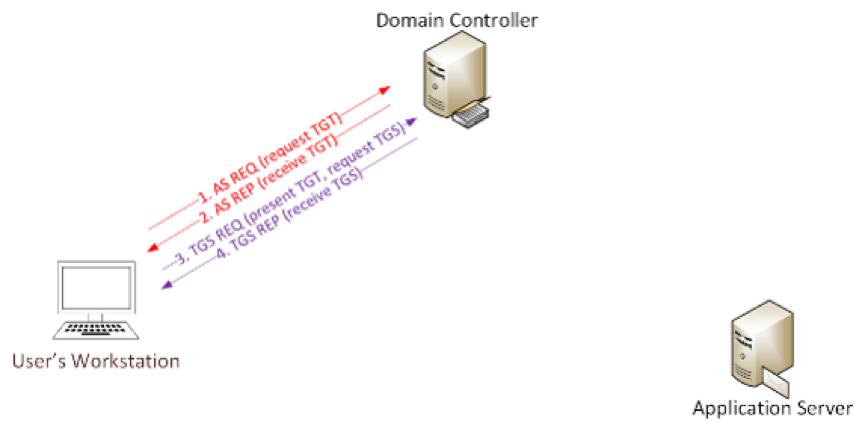 Domain Controller
1. AS REQ (request TGT)
2. AS REP (receive TGT)
3. TGS REQ (present TGT, request TGS)
4. TGS REP (receive TGS)
User's Workstation
Application Server